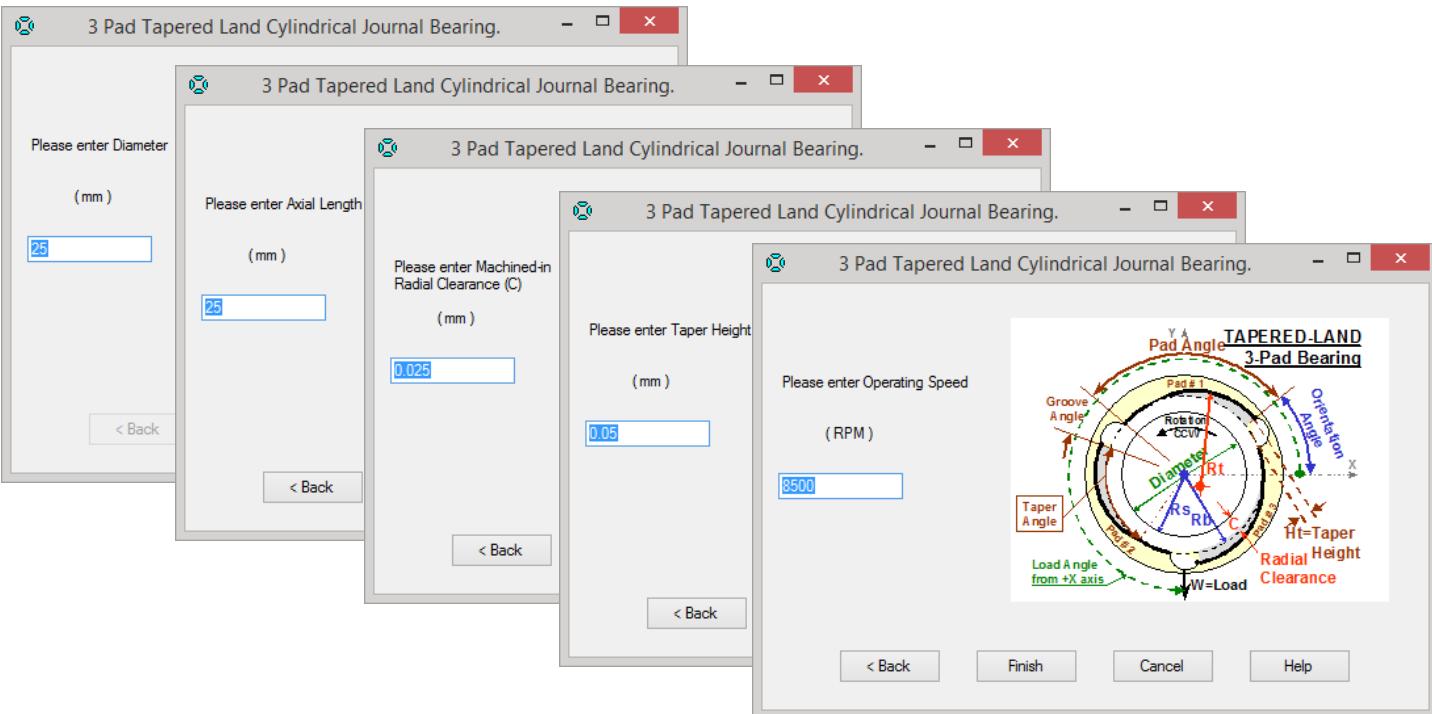 3 Pad Tapered Land Cylindrical Journal Bearing.
Please enter Diameter
( mm )
25
< Back
3 Pad Tapered Land Cylindrical Journal Bearing.
Please enter Axial Length
( mm )
25
< Back
3 Pad Tapered Land Cylindrical Journal Bearing.
Please enter Machined-in
Radial Clearance (C)
( mm )
0.025
< Back
3 Pad Tapered Land Cylindrical Journal Bearing.
Please enter Taper Height
( mm )
0.05
< Back
3 Pad Tapered Land Cylindrical Journal Bearing.
Please enter Operating Speed
( RPM )
8500
TAPERED-LAND
3-Pad Bearing
Y
Pad Angle
Pad # 1
Groove
Angle
Orientation
Angle
Rotation
CCW
X
Diameter
Rt
Rs
Rb
C
Taper
Angle
Pad # 2
Pad # 3
Ht=Taper
Height
Radial
Clearance
Load Angle
from +X axis
W=Load
< Back
Finish
Cancel
Help